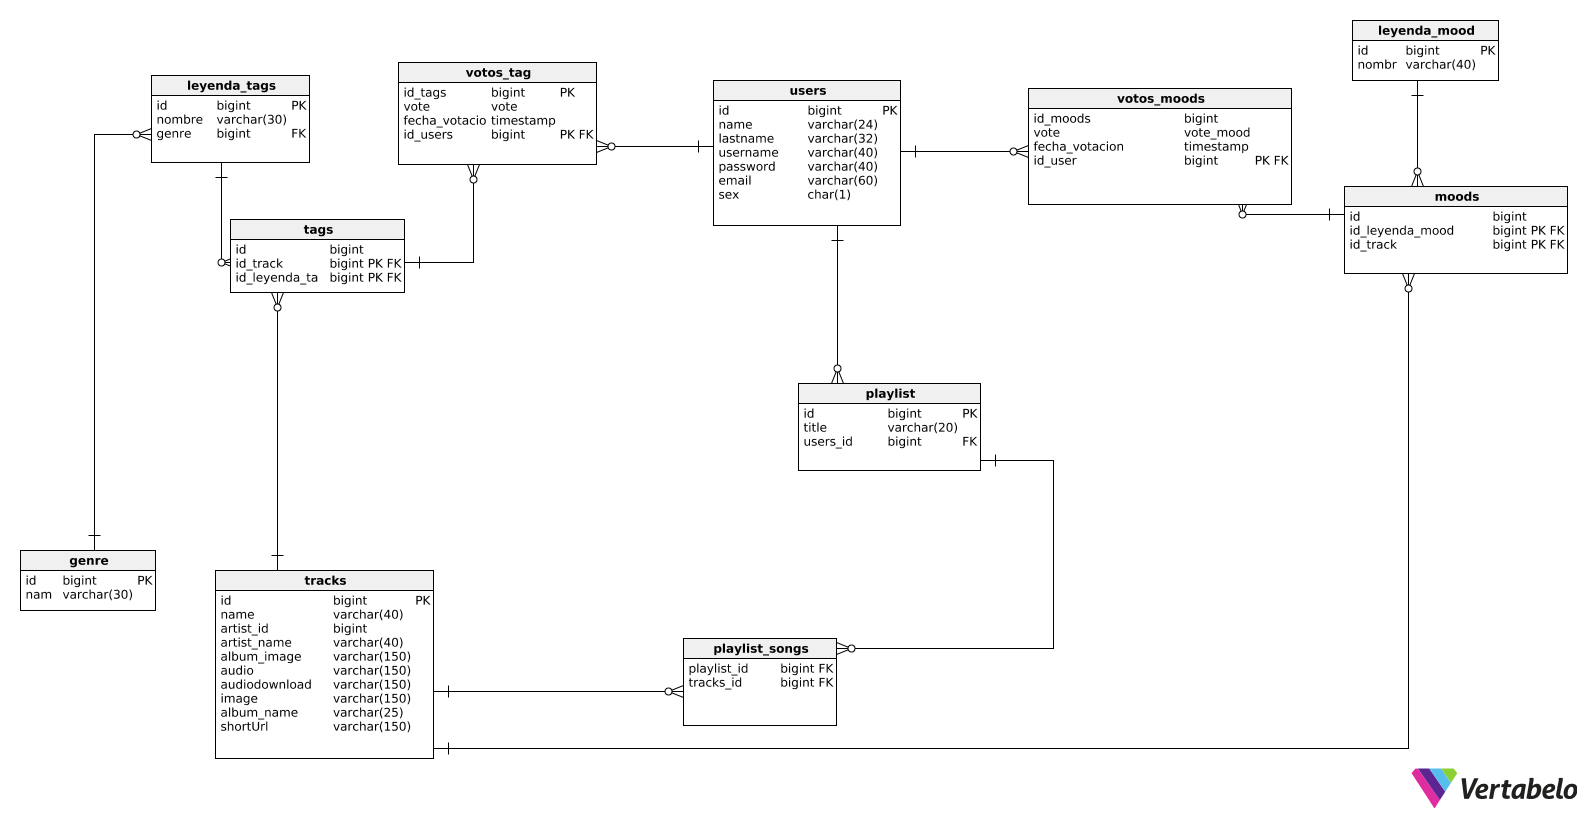 leyenda_mood
id bigint PK
nombr varchar(40)
votos_tag
id_tags bigint PK
vote vote
fecha_votacio timestamp
id_users bigint PK FK
leyenda_tags
id bigint PK
nombre varchar(30)
genre bigint FK
users
id bigint PK
name varchar(24)
lastname varchar(32)
username varchar(40)
password varchar(40)
email varchar(60)
sex char(1)
votos_moods
id_moods bigint
vote vote_mood
fecha_votacion timestamp
id_user bigint PK FK
moods
id bigint
id_leyenda_mood bigint PK FK
id_track bigint PK FK
tags
id bigint
id_track bigint PK FK
id_leyenda_ta bigint PK FK
playlist
id bigint PK
title varchar(20)
users_id bigint FK
genre
id bigint PK
nam varchar(30)
tracks
id bigint PK
name varchar(40)
artist_id bigint
artist_name varchar(40)
album_image varchar(150)
audio varchar(150)
audiodownload varchar(150)
image varchar(150)
album_name varchar(25)
shortUrl varchar(150)
playlist_songs
playlist_id bigint FK
tracks_id bigint FK
Vertabelo